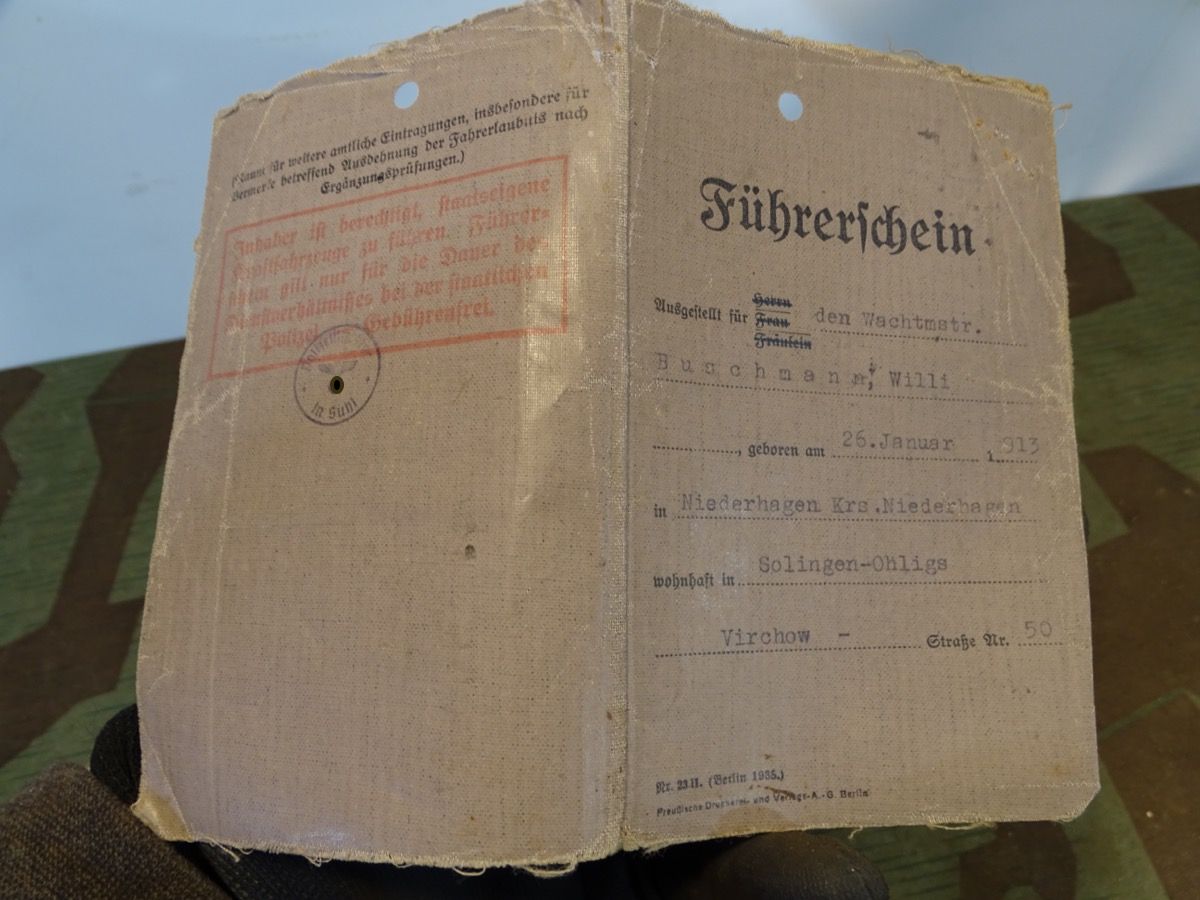 (Raum für weitere amtliche Eintragungen, insbesondere für
Vermerke betreffend Ausdehnung der Fahrerlaubnis nach
Ergänzungsprüfungen.)
Inhaber ist berechtigt, staatseigene
Kraftfahrzeuge zu führen. Führer-
schein gilt nur für die Dauer des
Dienstverhältnisses bei der staatlichen
Polizei Gebührenfrei.
in Suhl
Führerschein
Ausgestellt für Herrn Frau Fräulein den Wachtmstr.
Buschmann, Willi
, geboren am 26.Januar 1913
in Niederhagen Krs.Niederhagen
wohnhaft in Solingen-Ohligs
Virchow - Straße Nr. 50
Nr. 23 II. (Berlin 1935.)
Preußische Druckerei- und Verlags-A.-G. Berlin